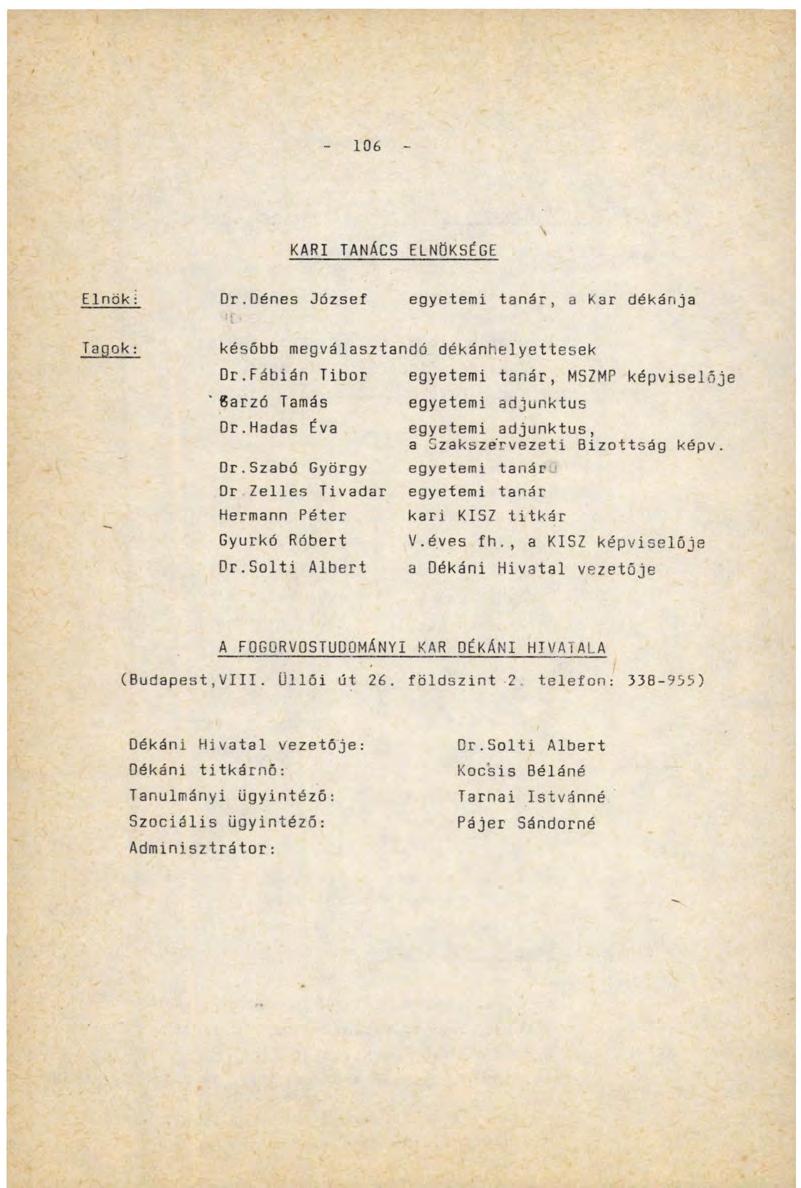 - 106 -
KARI TANÁCS ELNÖKSÉGE
Elnök: Dr.Dénes József egyetemi tanár, a Kar dékánja
Tagok: később megválasztandó dékánhelyettesek
Dr.Fábián Tibor egyetemi tanár, MSZMP képviselője
Garzó Tamás egyetemi adjunktus
Dr.Hadas Éva egyetemi adjunktus,
a Szakszervezeti Bizottság képv.
Dr.Szabó György egyetemi tanár
Dr.Zelles Tivadar egyetemi tanár
Hermann Péter kari KISZ titkár
Gyurkó Róbert V.éves fh., a KISZ képviselője
Dr.Solti Albert a Dékáni Hivatal vezetője
A FOGORVOSTUDOMÁNYI KAR DÉKÁNI HIVATALA
(Budapest,VIII. Üllői út 26. földszint 2. telefon: 338-955)
Dékáni Hivatal vezetője: Dr.Solti Albert
Dékáni titkárnő: Kocsis Béláné
Tanulmányi ügyintéző: Tarnai Istvánné
Szociális ügyintéző: Pájer Sándorné
Adminisztrátor: